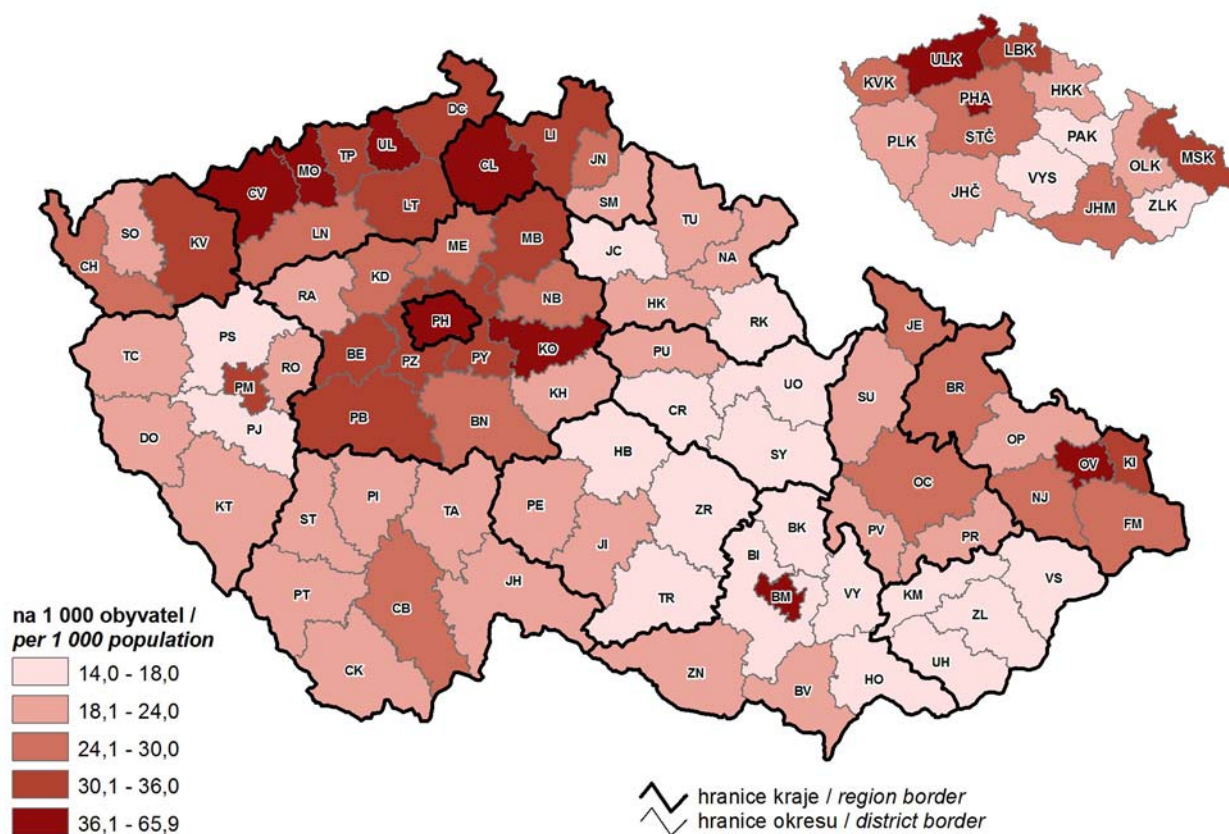 ULK
LBK
KVK
HKK
PHA
STČ
PAK
PLK
OLK
MSK
VYS
JHČ
JHM
ZLK
DC
LI
UL
TP
MO
CL
JN
CV
LT
SM
SO
KV
LN
TU
CH
ME
MB
JC
KD
NA
RA
NB
HK
PH
RK
JE
PS
TC
BE
PZ
PY
KO
RO
PU
BR
PM
KH
UO
SU
PB
BN
CR
OP
DO
PJ
HB
SY
OV
KI
OC
NJ
KT
PI
ST
TA
PE
ZR
FM
BK
PV
PR
JI
BI
PT
CB
JH
TR
BM
VY
KM
VS
ZL
CK
ZN
BV
HO
UH
na 1 000 obyvatel /
per 1 000 population
14,0 - 18,0
18,1 - 24,0
24,1 - 30,0
30,1 - 36,0
36,1 - 65,9
hranice kraje / region border
hranice okresu / district border